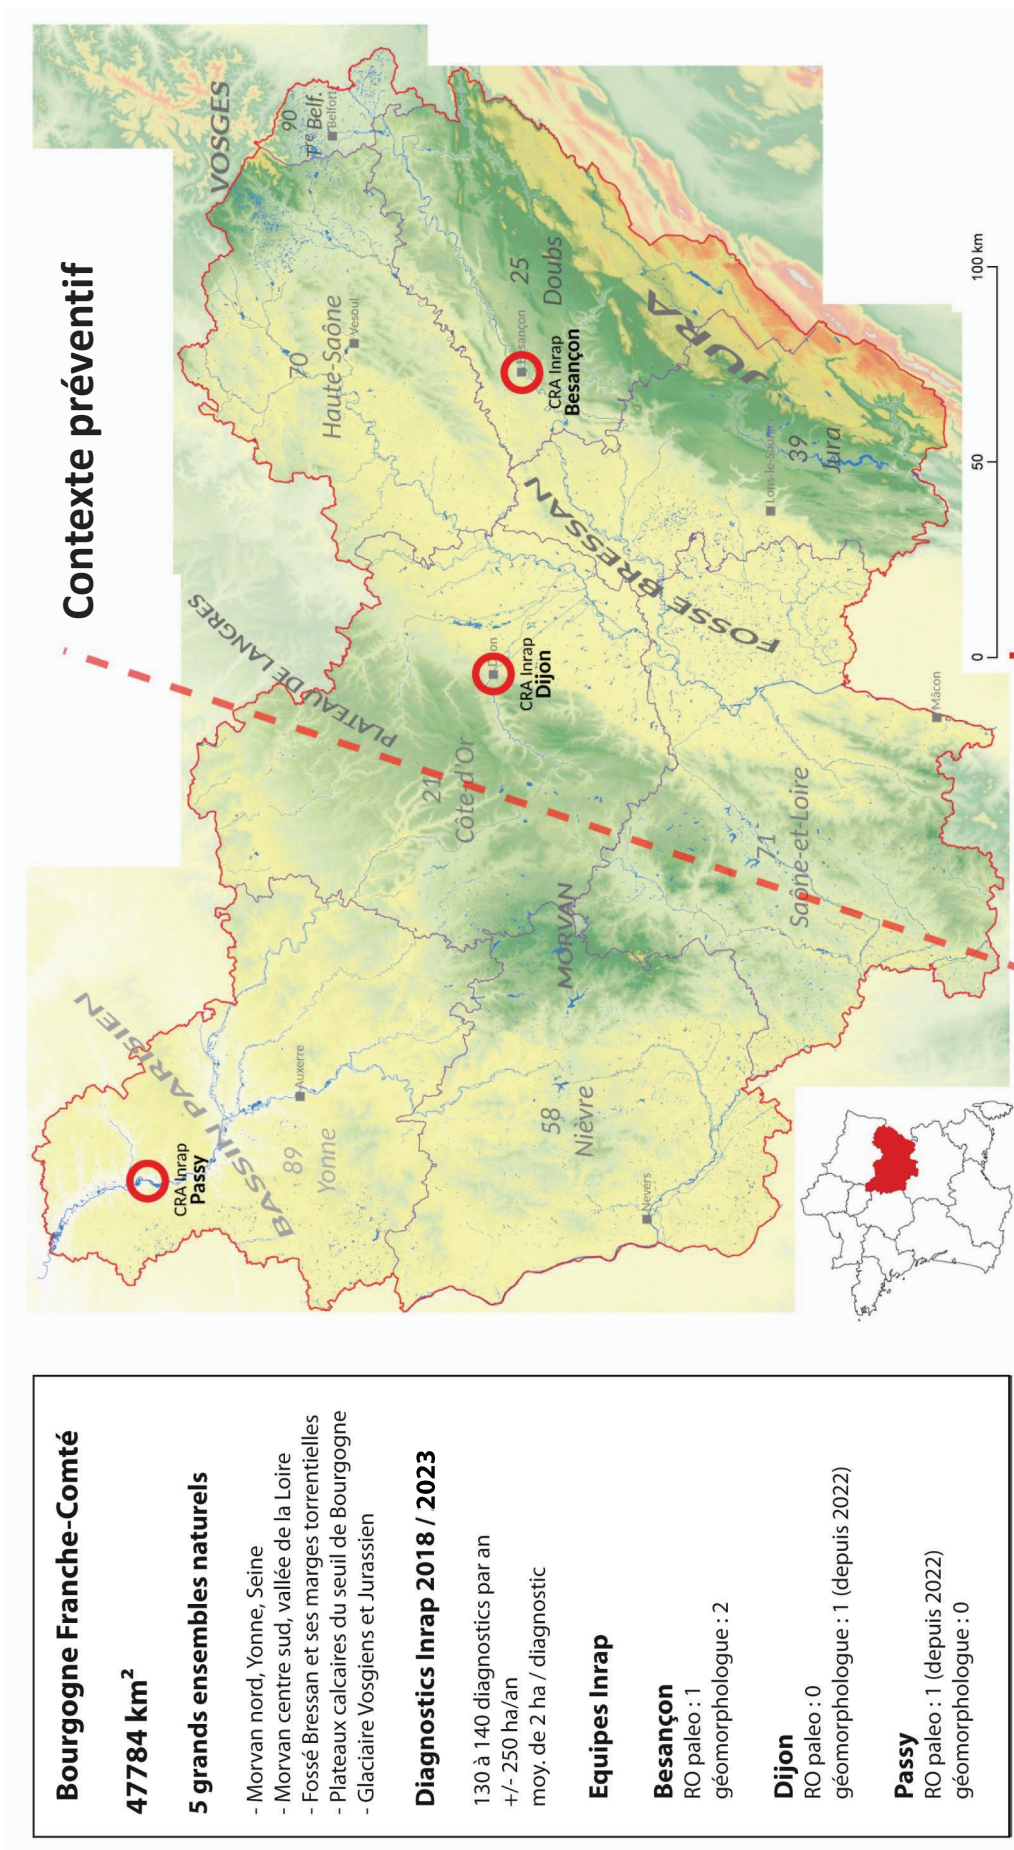 Contexte préventif
Bourgogne Franche-Comté
47784 km²
5 grands ensembles naturels
- Morvan nord, Yonne, Seine
- Morvan centre sud, vallée de la Loire
- Fossé Bressan et ses marges torrentielles
- Plateaux calcaires du seuil de Bourgogne
- Glaciaire Vosgiens et Jurassien
Diagnostics Inrap 2018 / 2023
130 à 140 diagnostics par an
+/- 250 ha/an
moy. de 2 ha / diagnostic
Equipes Inrap
Besançon
RO paleo : 1
géomorphologue : 2
Dijon
RO paleo : 0
géomorphologue : 1 (depuis 2022)
Passy
RO paleo : 1 (depuis 2022)
géomorphologue : 0
BASSIN PARISIEN
CRA Inrap
Passy
89
Yonne
Auxerre
58
Nièvre
Nevers
MORVAN
PLATEAU DE LANGRES
21
Côte-d'Or
Dijon
CRA Inrap
Dijon
71
Saône-et-Loire
Mâcon
FOSSE BRESSAN
VOSGES
90
Tre Belf.
Belfort
70
Haute-Saône
Vesoul
25
Doubs
Besançon
CRA Inrap
Besançon
JURA
39
Jura
Lons-le-Saunier
0
50
100 km